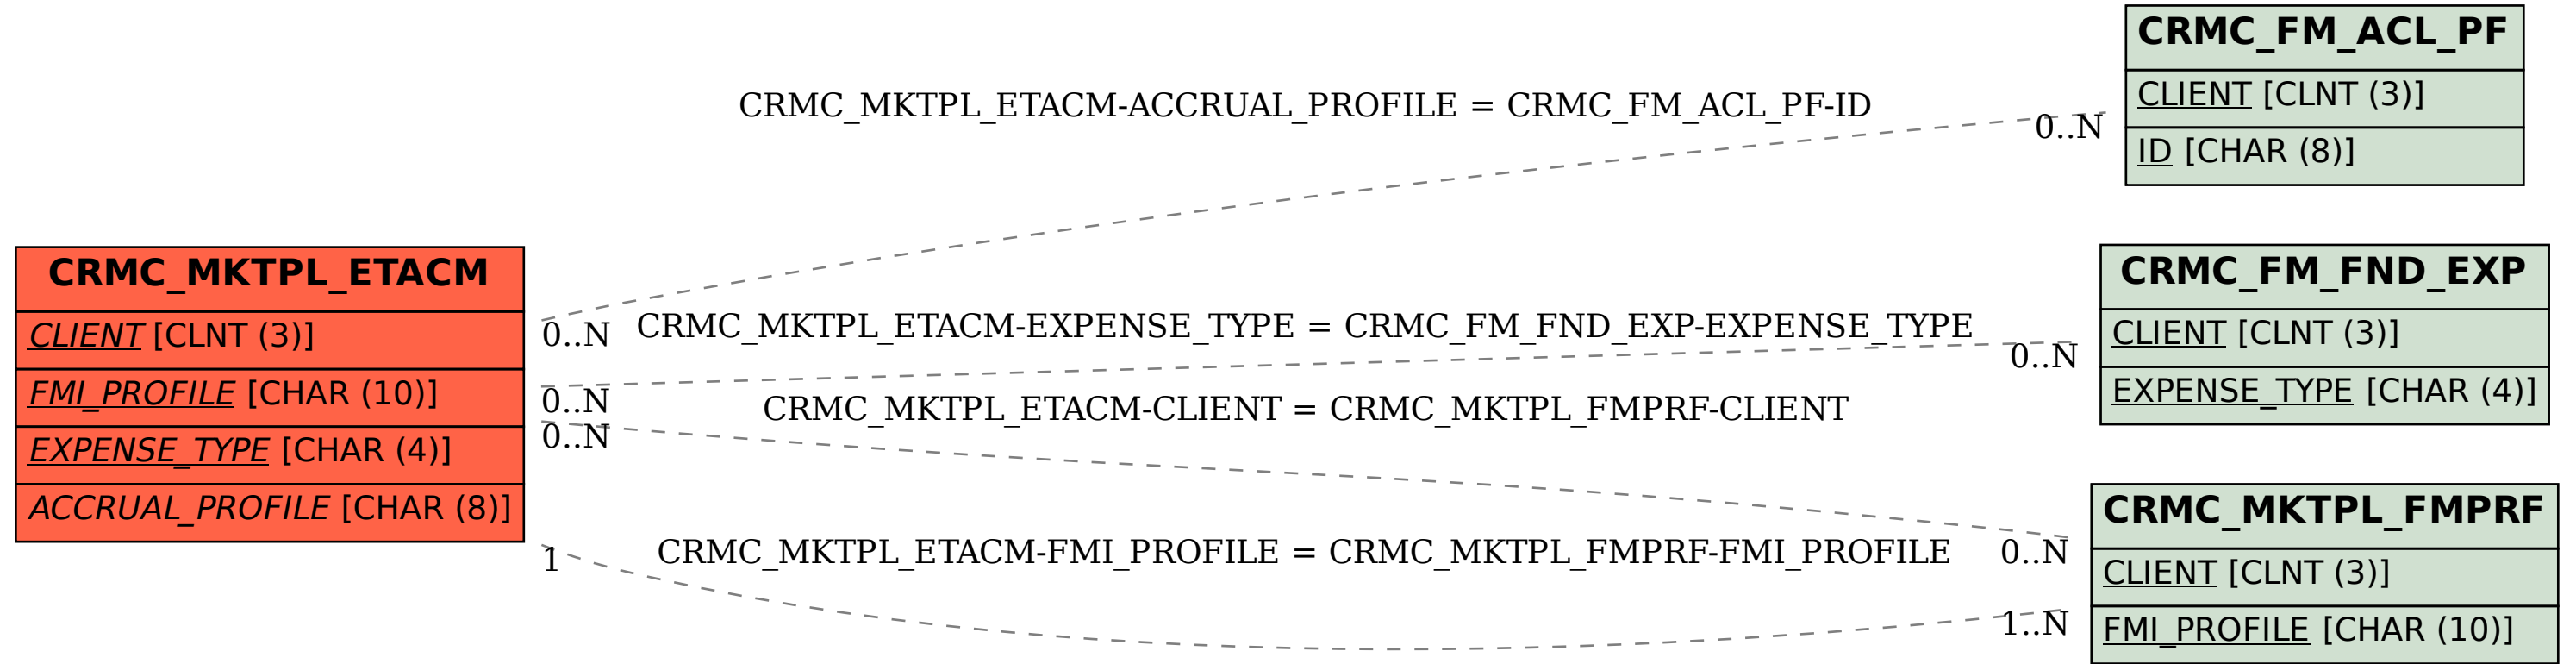 CRMC_FM_ACL_PF
CLIENT [CLNT (3)]
ID [CHAR (8)]
CRMC_MKTPL_ETACM-ACCRUAL_PROFILE = CRMC_FM_ACL_PF-ID
0..N
CRMC_MKTPL_ETACM
CLIENT [CLNT (3)]
FMI_PROFILE [CHAR (10)]
EXPENSE_TYPE [CHAR (4)]
ACCRUAL_PROFILE [CHAR (8)]
0..N
CRMC_MKTPL_ETACM-EXPENSE_TYPE = CRMC_FM_FND_EXP-EXPENSE_TYPE
0..N
0..N
CRMC_FM_FND_EXP
CLIENT [CLNT (3)]
EXPENSE_TYPE [CHAR (4)]
CRMC_MKTPL_ETACM-CLIENT = CRMC_MKTPL_FMPRF-CLIENT
0..N
0..N
CRMC_MKTPL_ETACM-FMI_PROFILE = CRMC_MKTPL_FMPRF-FMI_PROFILE
1
1..N
CRMC_MKTPL_FMPRF
CLIENT [CLNT (3)]
FMI_PROFILE [CHAR (10)]